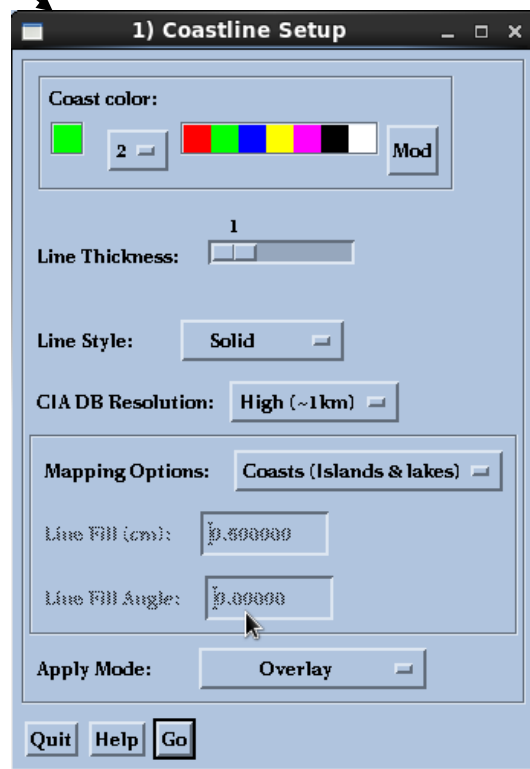 1) Coastline Setup
Coast color:
2 Mod
1
Line Thickness:
Line Style: Solid
CIA DB Resolution: High (~1km)
Mapping Options: Coasts (Islands & lakes)
Line Fill (cm): 0.500000
Line Fill Angle: 0.00000
Apply Mode: Overlay
Quit Help Go